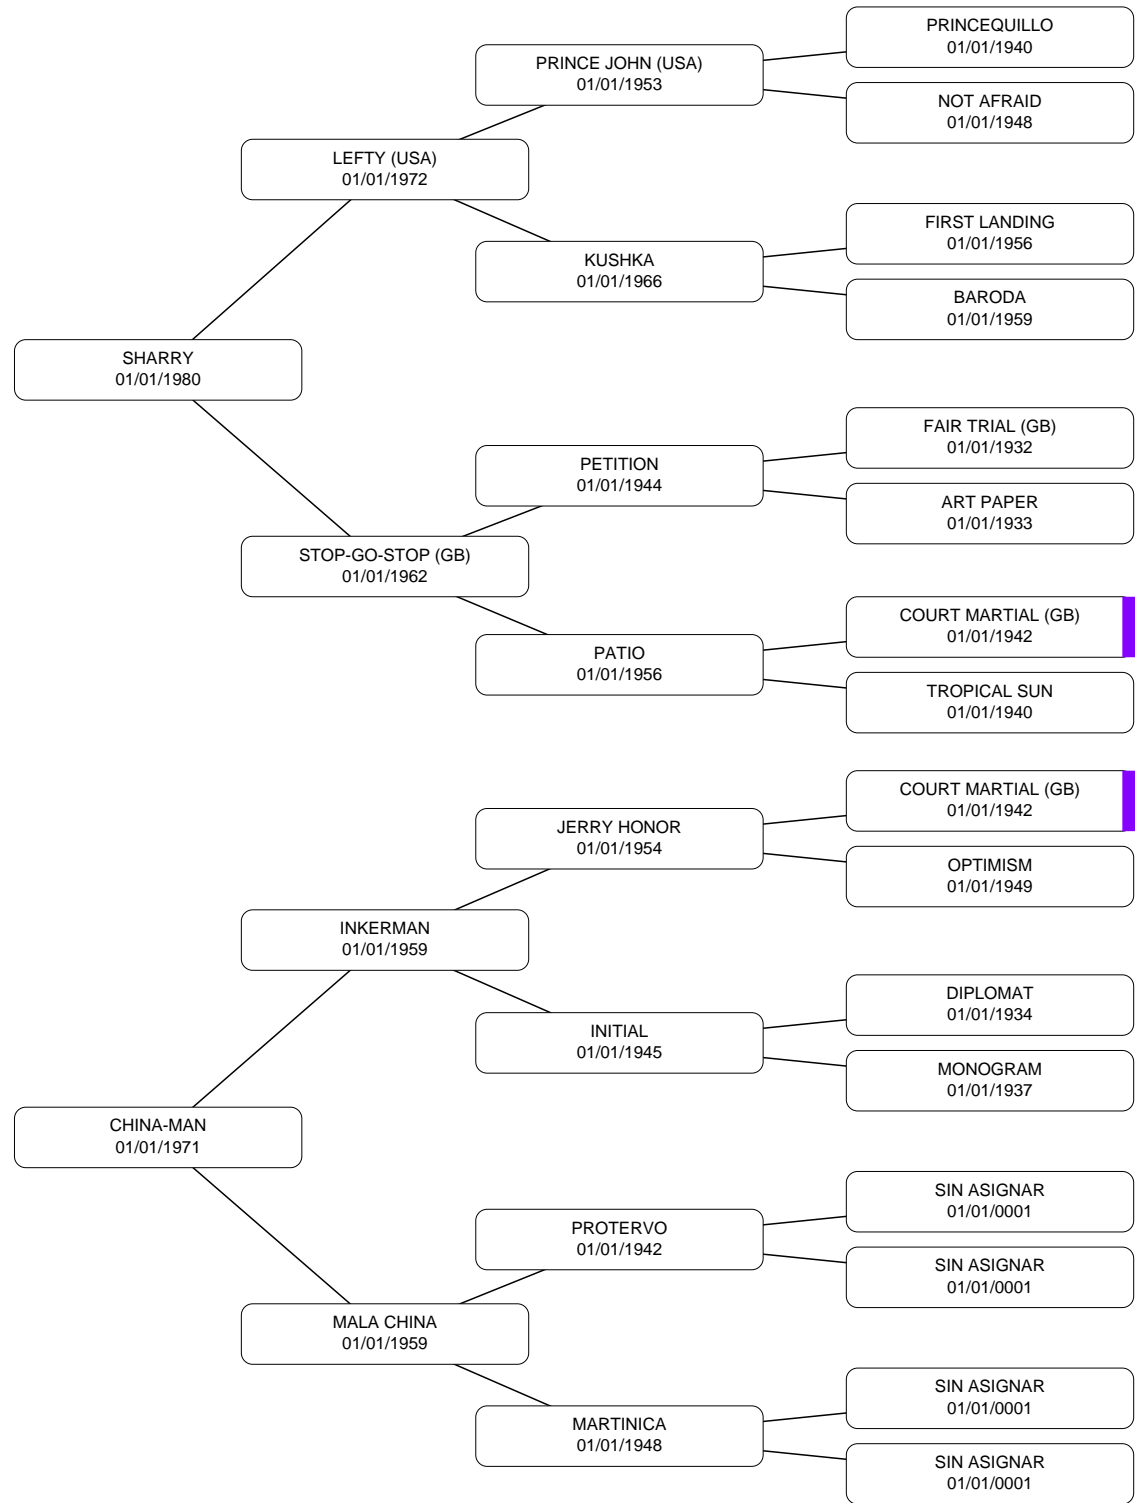 PRINCEQUILLO
01/01/1940
PRINCE JOHN (USA)
01/01/1953
NOT AFRAID
01/01/1948
LEFTY (USA)
01/01/1972
FIRST LANDING
01/01/1956
KUSHKA
01/01/1966
BARODA
01/01/1959
SHARRY
01/01/1980
FAIR TRIAL (GB)
01/01/1932
PETITION
01/01/1944
ART PAPER
01/01/1933
STOP-GO-STOP (GB)
01/01/1962
COURT MARTIAL (GB)
01/01/1942
PATIO
01/01/1956
TROPICAL SUN
01/01/1940
COURT MARTIAL (GB)
01/01/1942
JERRY HONOR
01/01/1954
OPTIMISM
01/01/1949
INKERMAN
01/01/1959
DIPLOMAT
01/01/1934
INITIAL
01/01/1945
MONOGRAM
01/01/1937
CHINA-MAN
01/01/1971
SIN ASIGNAR
01/01/0001
PROTERVO
01/01/1942
SIN ASIGNAR
01/01/0001
MALA CHINA
01/01/1959
SIN ASIGNAR
01/01/0001
MARTINICA
01/01/1948
SIN ASIGNAR
01/01/0001